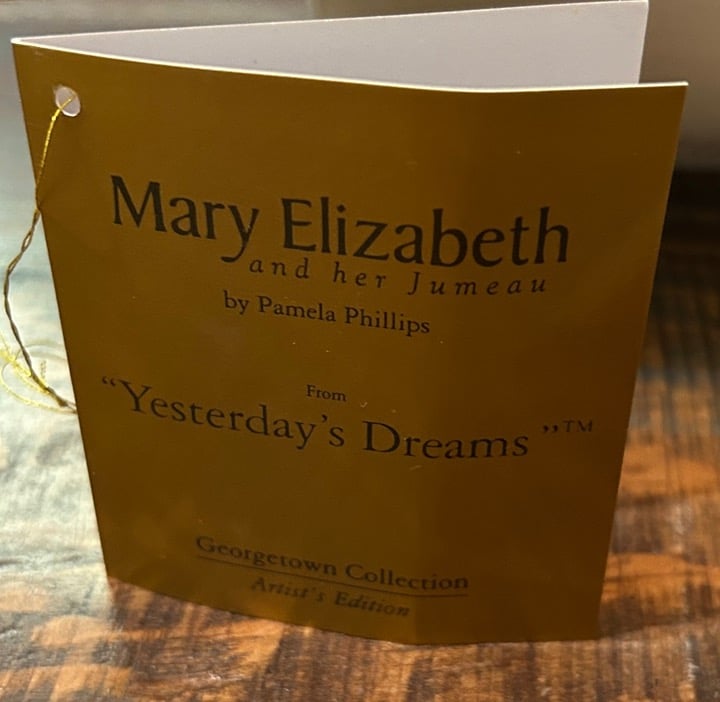 Mary Elizabeth
and her Jumeau
by Pamela Phillips
From
“Yesterday’s Dreams ”™
Georgetown Collection
Artist’s Edition